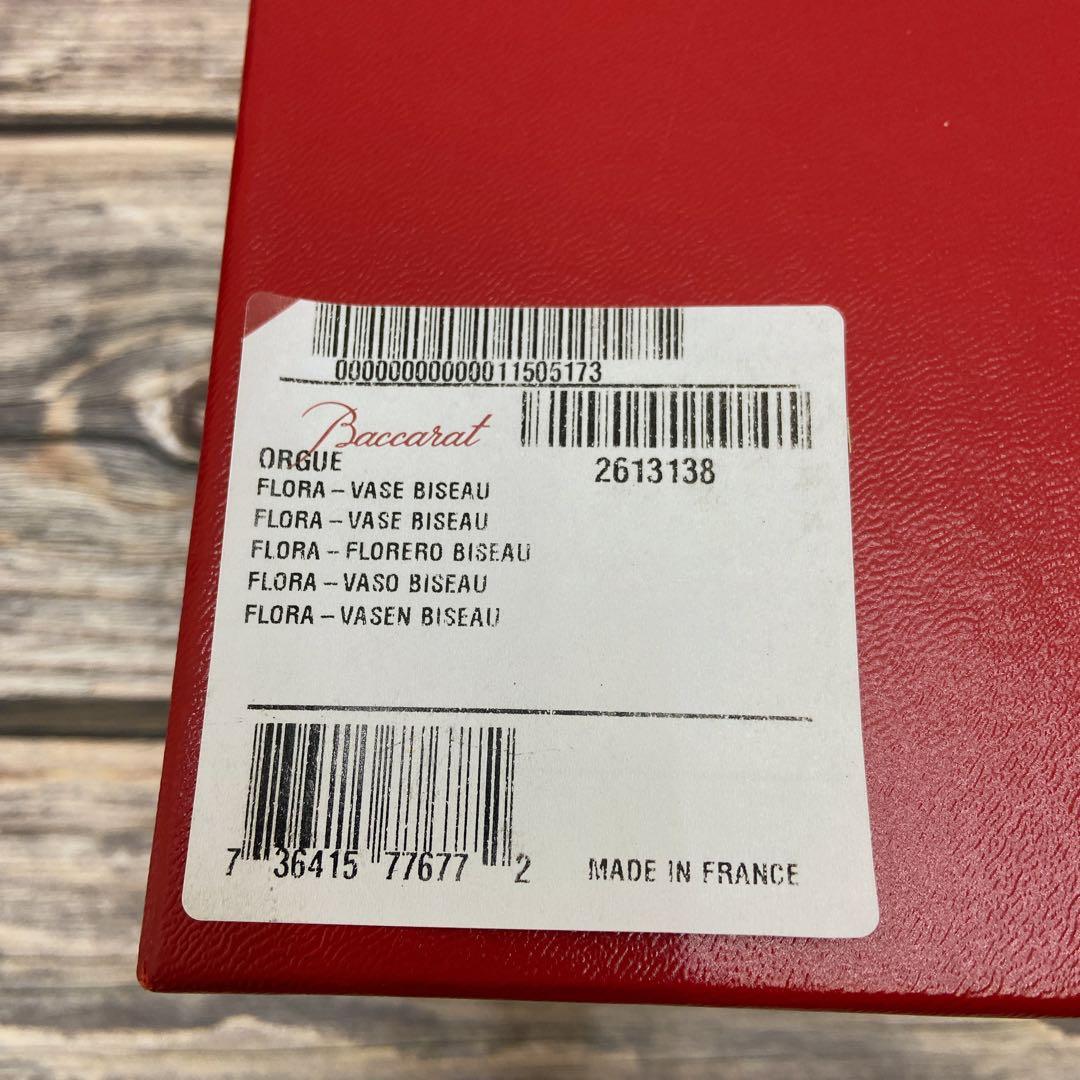 00000000000011505173
Baccarat
2613138
ORGUE
FLORA – VASE BISEAU
FLORA – VASE BISEAU
FLORA – FLORERO BISEAU
FLORA – VASO BISEAU
FLORA – VASEN BISEAU
7 36415 77677 2
MADE IN FRANCE